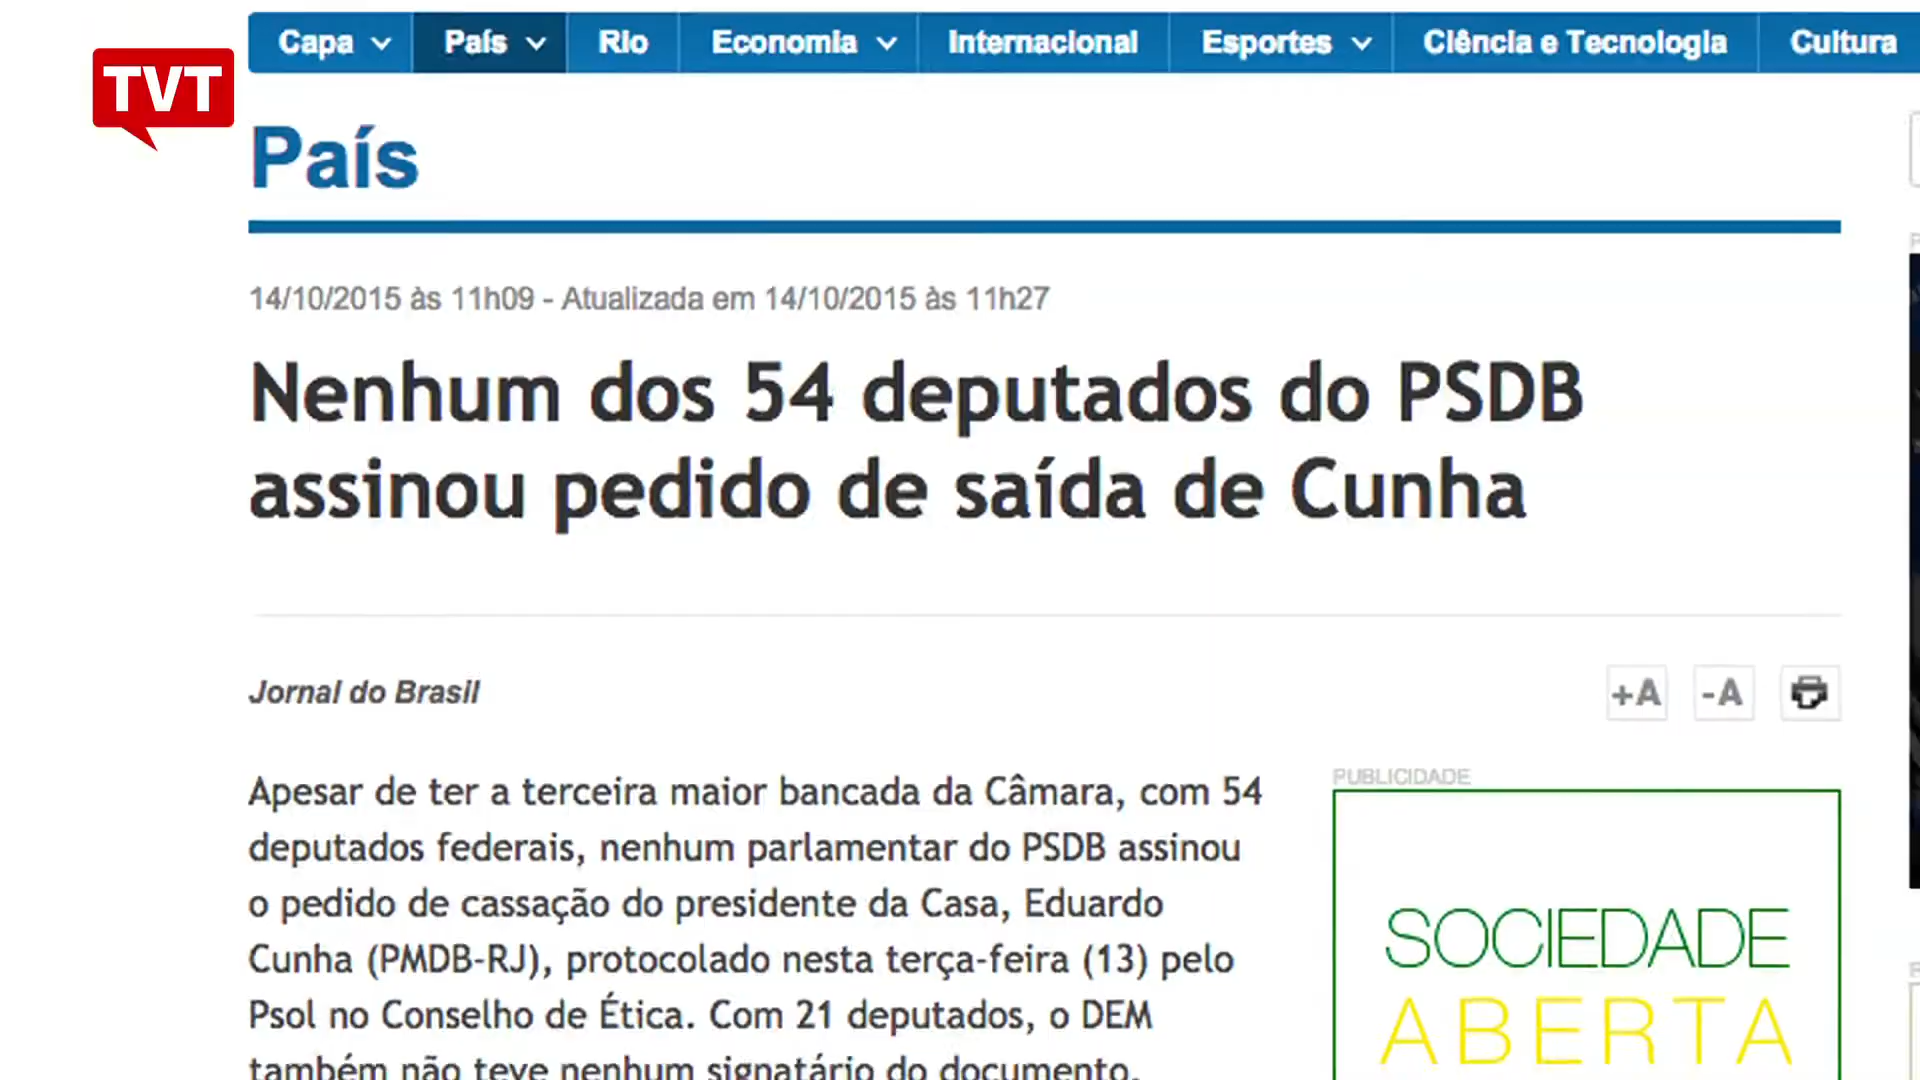 Capa País Rio Economia Internacional Esportes Ciência e Tecnologia Cultura
TVT
País
14/10/2015 às 11h09 - Atualizada em 14/10/2015 às 11h27
Nenhum dos 54 deputados do PSDB
assinou pedido de saída de Cunha
Jornal do Brasil
+A -A
Apesar de ter a terceira maior bancada da Câmara, com 54
deputados federais, nenhum parlamentar do PSDB assinou
o pedido de cassação do presidente da Casa, Eduardo
Cunha (PMDB-RJ), protocolado nesta terça-feira (13) pelo
Psol no Conselho de Ética. Com 21 deputados, o DEM
também não teve nenhum signatário do documento.
PUBLICIDADE
SOCIEDADE
ABERTA